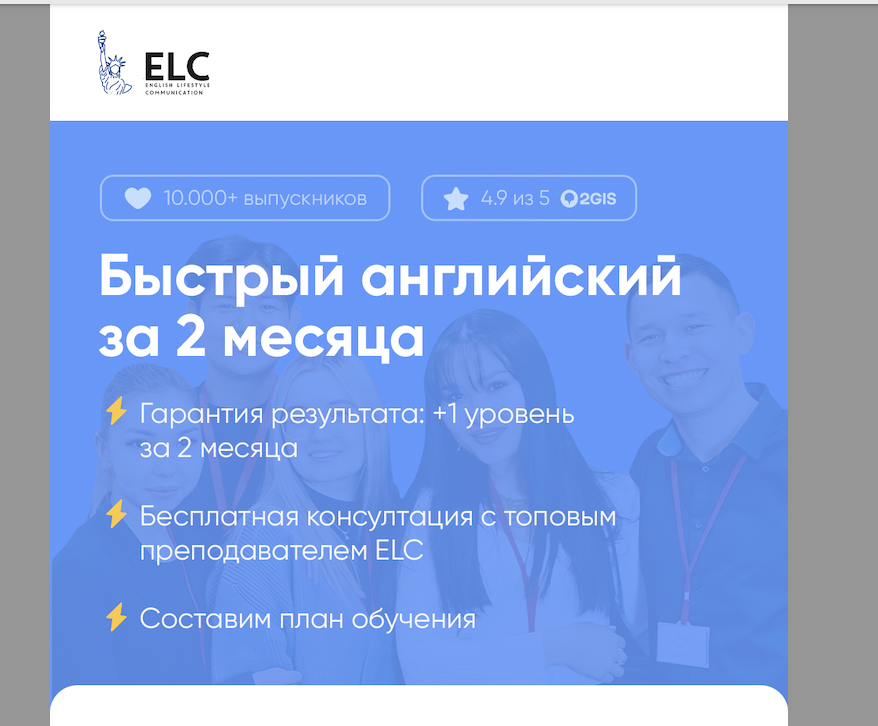 ELC
ENGLISH LIFESTYLE
COMMUNICATION
10.000+ выпускников
4.9 из 5 2GIS
Быстрый английский
за 2 месяца
Гарантия результата: +1 уровень
за 2 месяца
Бесплатная консултация с топовым
преподавателем ELC
Составим план обучения